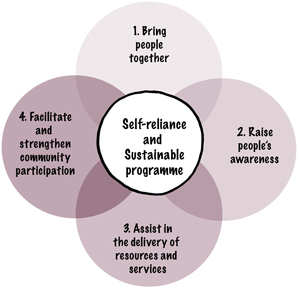 1. Bring
people
together
2. Raise
people's
awareness
3. Assist in
the delivery of
resources and
services
4. Facilitate
and
strengthen
community
participation
Self-reliance
and
Sustainable
programme